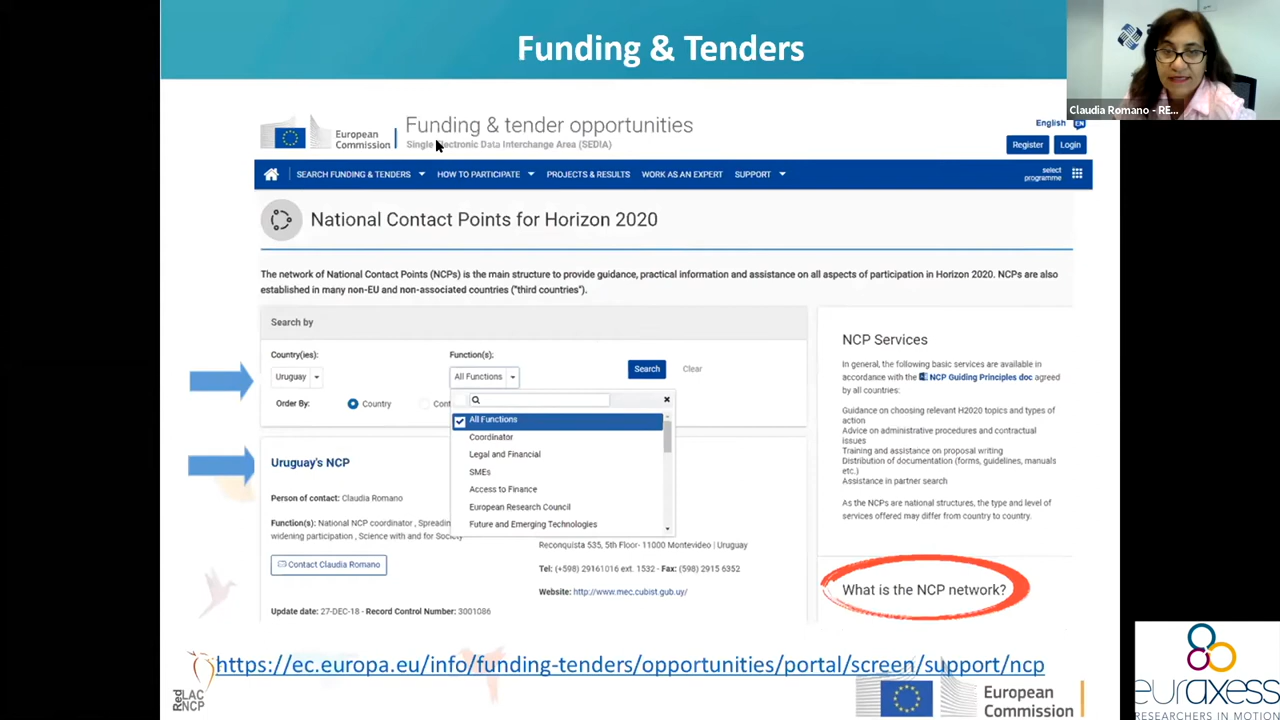 Funding & Tenders
Claudia Romano - RE...
European
Commission
Funding & tender opportunities
Single Electronic Data Interchange Area (SEDIA)
English EN
Register Login
SEARCH FUNDING & TENDERS HOW TO PARTICIPATE PROJECTS & RESULTS WORK AS AN EXPERT SUPPORT
select
programme
National Contact Points for Horizon 2020
The network of National Contact Points (NCPs) is the main structure to provide guidance, practical information and assistance on all aspects of participation in Horizon 2020. NCPs are also
established in many non-EU and non-associated countries ("third countries").
Search by
Country(ies): Function(s):
Uruguay All Functions Search Clear
Order By: Country Cont
All Functions
Coordinator
Legal and Financial
SMEs
Access to Finance
European Research Council
Future and Emerging Technologies
Uruguay's NCP
Person of contact: Claudia Romano
Function(s): National NCP coordinator , Spreadin
widening participation , Science with and for Society
Contact Claudia Romano
Update date: 27-DEC-18 - Record Control Number: 3001086
Reconquista 535, 5th Floor- 11000 Montevideo | Uruguay
Tel: (+598) 29161016 ext. 1532 - Fax: (598) 2915 6352
Website: http://www.mec.cubist.gub.uy/
NCP Services
In general, the following basic services are available in
accordance with the NCP Guiding Principles doc agreed
by all countries:
Guidance on choosing relevant H2020 topics and types of
action
Advice on administrative procedures and contractual
issues
Training and assistance on proposal writing
Distribution of documentation (forms, guidelines, manuals
etc.)
Assistance in partner search
As the NCPs are national structures, the type and level of
services offered may differ from country to country.
What is the NCP network?
https://ec.europa.eu/info/funding-tenders/opportunities/portal/screen/support/ncp
Red
LAC
NCP
European
Commission
euraxess
RESEARCHERS IN MOTION